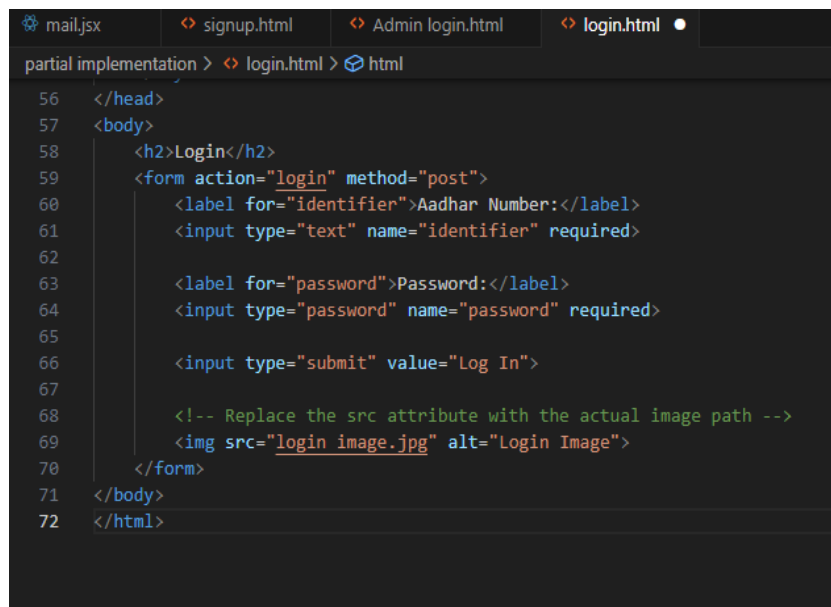 mail.jsx <> signup.html <> Admin login.html <> login.html ●
partial implementation > <> login.html > html
56 </head>
57 <body>
58 <h2>Login</h2>
59 <form action="login" method="post">
60 <label for="identifier">Aadhar Number:</label>
61 <input type="text" name="identifier" required>
62
63 <label for="password">Password:</label>
64 <input type="password" name="password" required>
65
66 <input type="submit" value="Log In">
67
68 <!-- Replace the src attribute with the actual image path -->
69 <img src="login image.jpg" alt="Login Image">
70 </form>
71 </body>
72 </html>